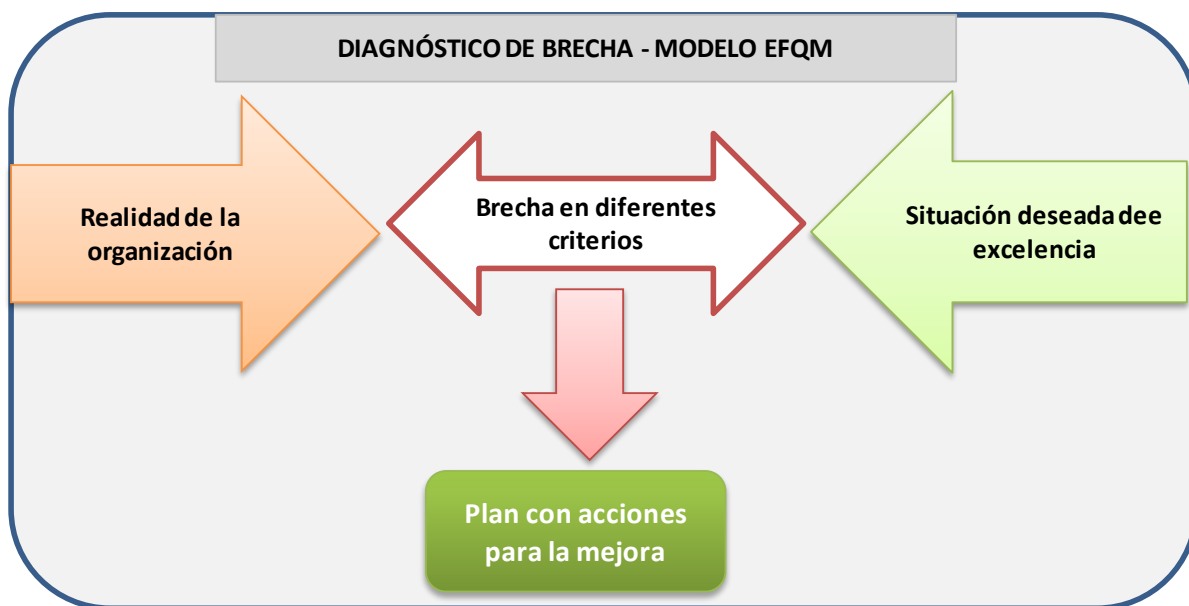 DIAGNÓSTICO DE BRECHA - MODELO EFQM
Realidad de la
organización
Brecha en diferentes
criterios
Situación deseada dee
excelencia
Plan con acciones
para la mejora